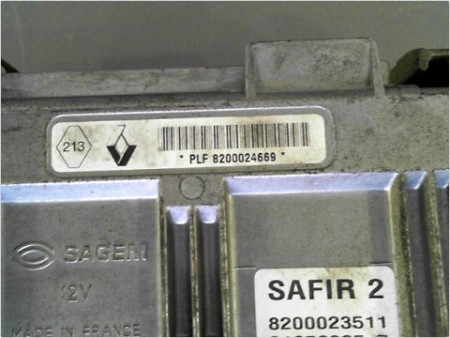 213
* PLF 8200024669 *
SAGEM
12V
MADE IN FRANCE
SAFIR 2
8200023511